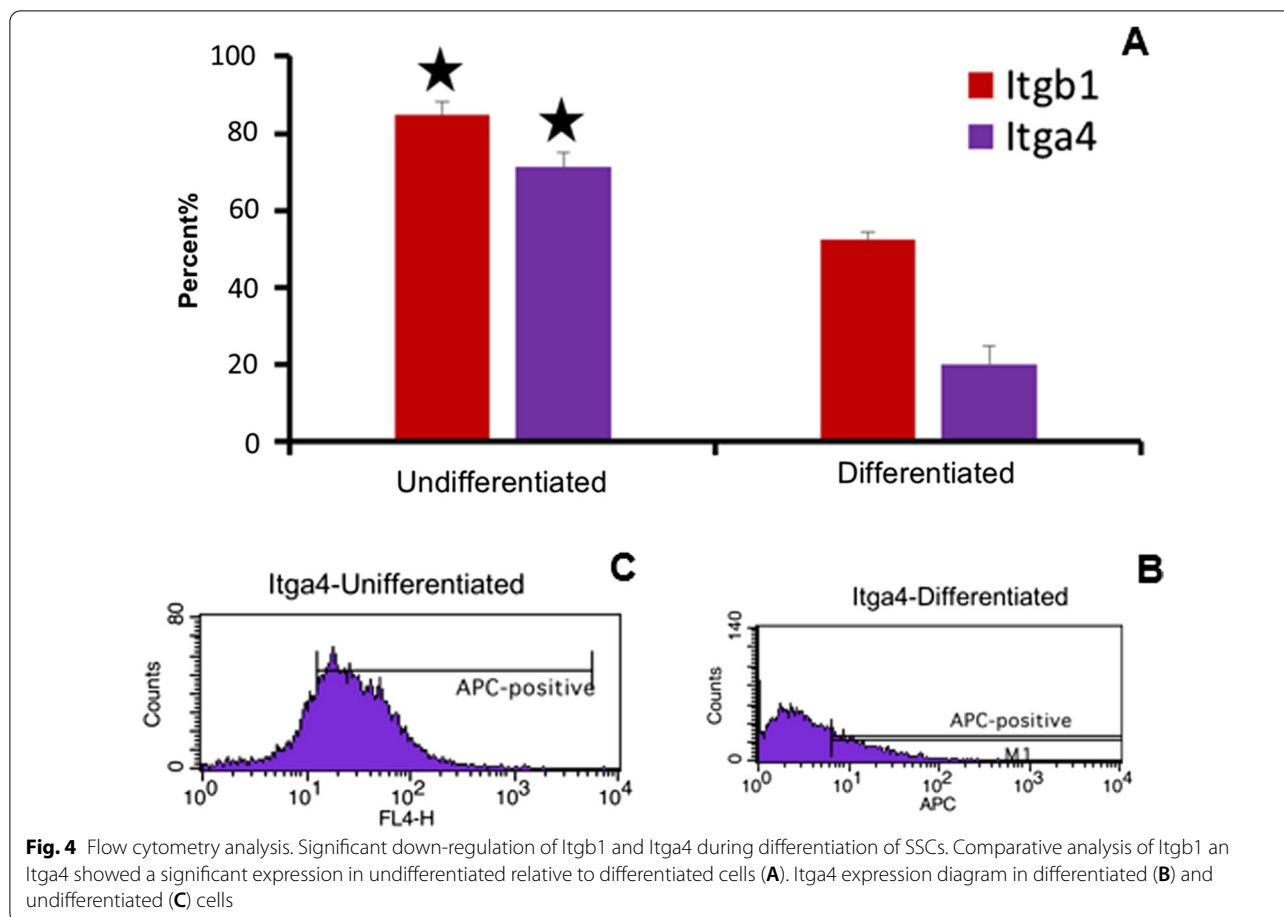 A
100
80
60
40
20
0
Percent%
Itgb1
Itga4
Undifferentiated
Differentiated
C
Itga4-Unifferentiated
80
0
Counts
APC-positive
10^0 10^1 10^2 10^3 10^4
FL4-H
B
Itga4-Differentiated
140
0
Counts
APC-positive
M1
10^0 10^1 10^2 10^3 10^4
APC
Fig. 4 Flow cytometry analysis. Significant down-regulation of Itgb1 and Itga4 during differentiation of SSCs. Comparative analysis of Itgb1 an
Itga4 showed a significant expression in undifferentiated relative to differentiated cells (A). Itga4 expression diagram in differentiated (B) and
undifferentiated (C) cells